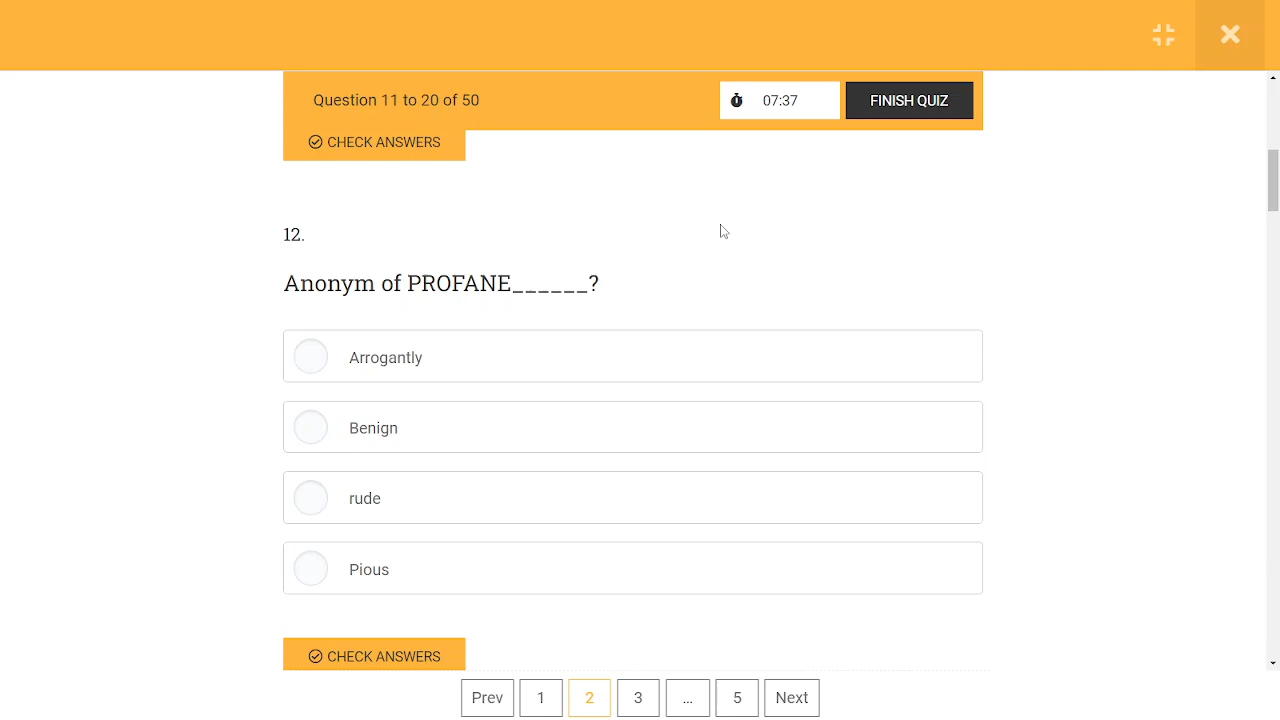 Question 11 to 20 of 50
07:37
FINISH QUIZ
CHECK ANSWERS
12.
Anonym of PROFANE______?
Arrogantly
Benign
rude
Pious
CHECK ANSWERS
Prev 1 2 3 ... 5 Next